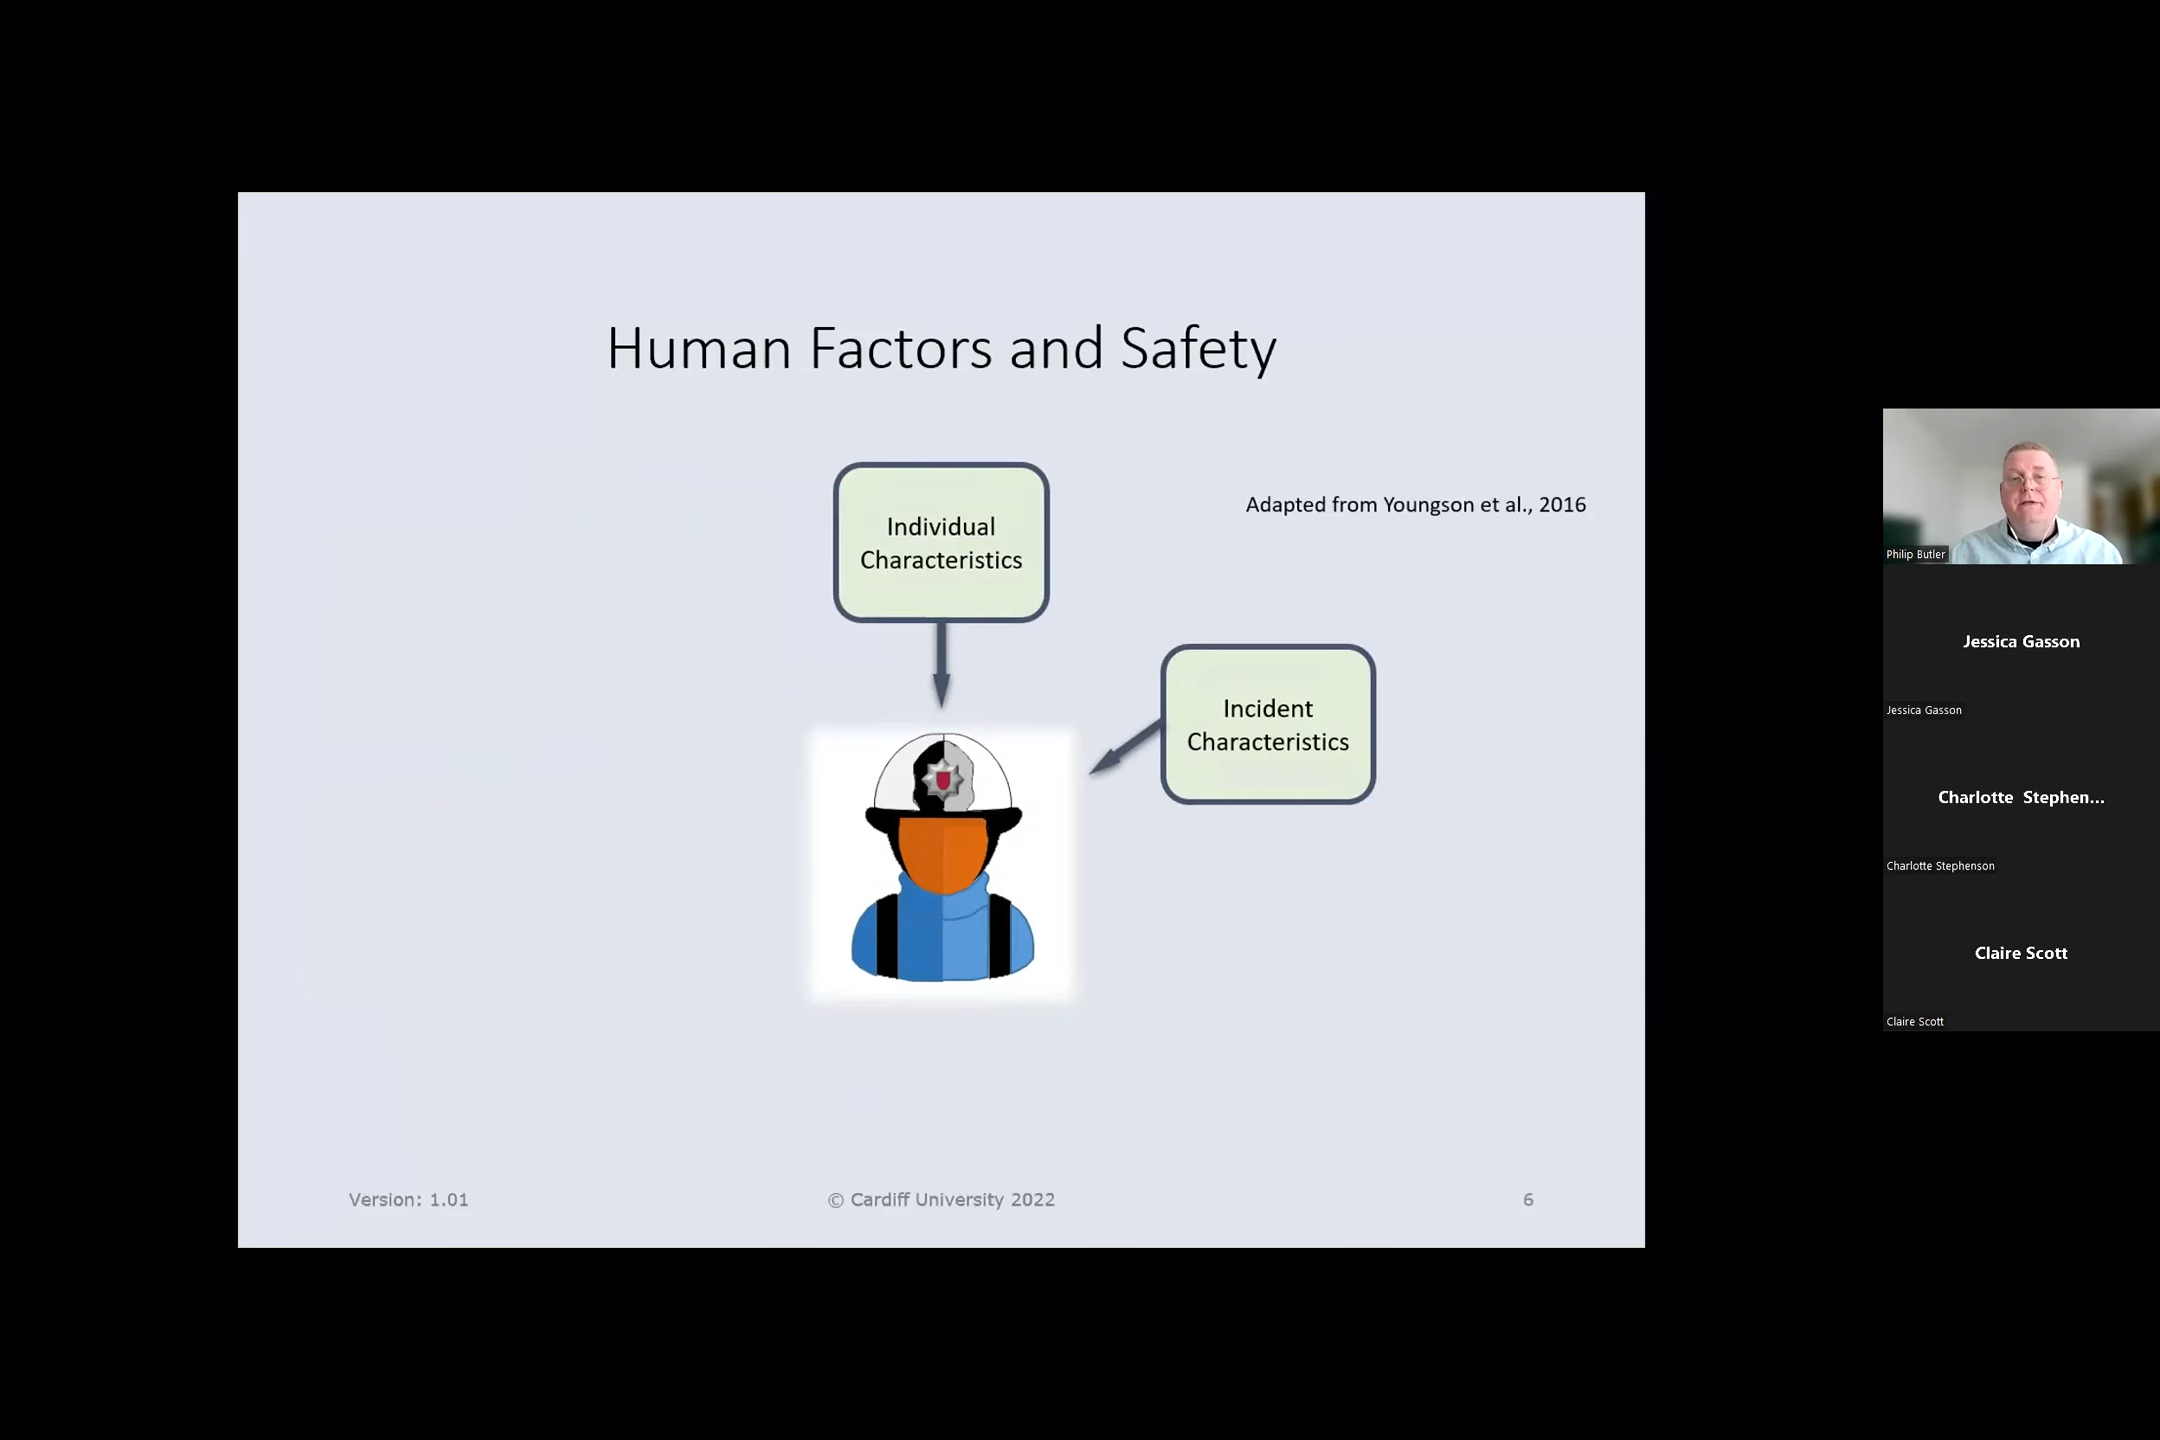 Human Factors and Safety
Individual
Characteristics
Adapted from Youngson et al., 2016
Incident
Characteristics
Version: 1.01
© Cardiff University 2022
6
Philip Butler
Jessica Gasson
Jessica Gasson
Charlotte Stephen...
Charlotte Stephenson
Claire Scott
Claire Scott